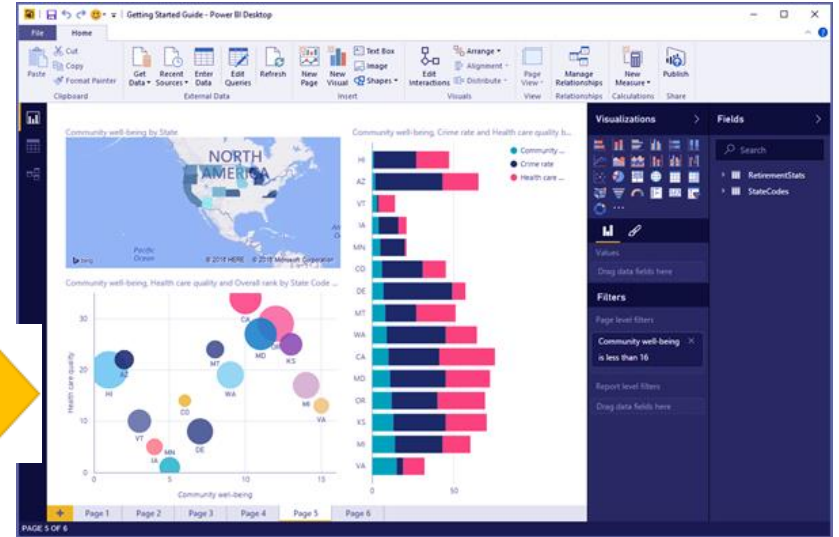 Getting Started Guide - Power BI Desktop
File Home
Paste
Cut
Copy
Format Painter
Get Data
Recent Sources
Enter Data
Edit Queries
Refresh
New Page
New Visual
Text Box
Image
Shapes
Edit Interactions
Arrange
Alignment
Distribute
Page View
Manage Relationships
New Measure
Publish
Clipboard External Data Insert Visuals View Relationships Calculations Share
Community well-being by State
NORTH
AMERICA
Pacific
Ocean
bing
© 2016 HERE © 2016 Microsoft Corporation
Community well-being, Health care quality and Overall rank by State Code ...
Health care quality
30
20
10
0
CA
OR
MD
KS
MT
AZ
HI
WA
MI
CO
VA
VT
DE
IA
MN
0 5 10 15
Community well-being
Community well-being, Crime rate and Health care quality b...
Community ...
Crime rate
Health care ...
HI
AZ
VT
IA
MN
CO
DE
MT
WA
CA
MD
OR
KS
MI
VA
0 50
Visualizations
Values
Drag data fields here
Filters
Page level filters
Community well-being
is less than 16
Report level filters
Drag data fields here
Fields
Search
RetirementStats
StateCodes
Page 1 Page 2 Page 3 Page 4 Page 5 Page 6
PAGE 5 OF 6